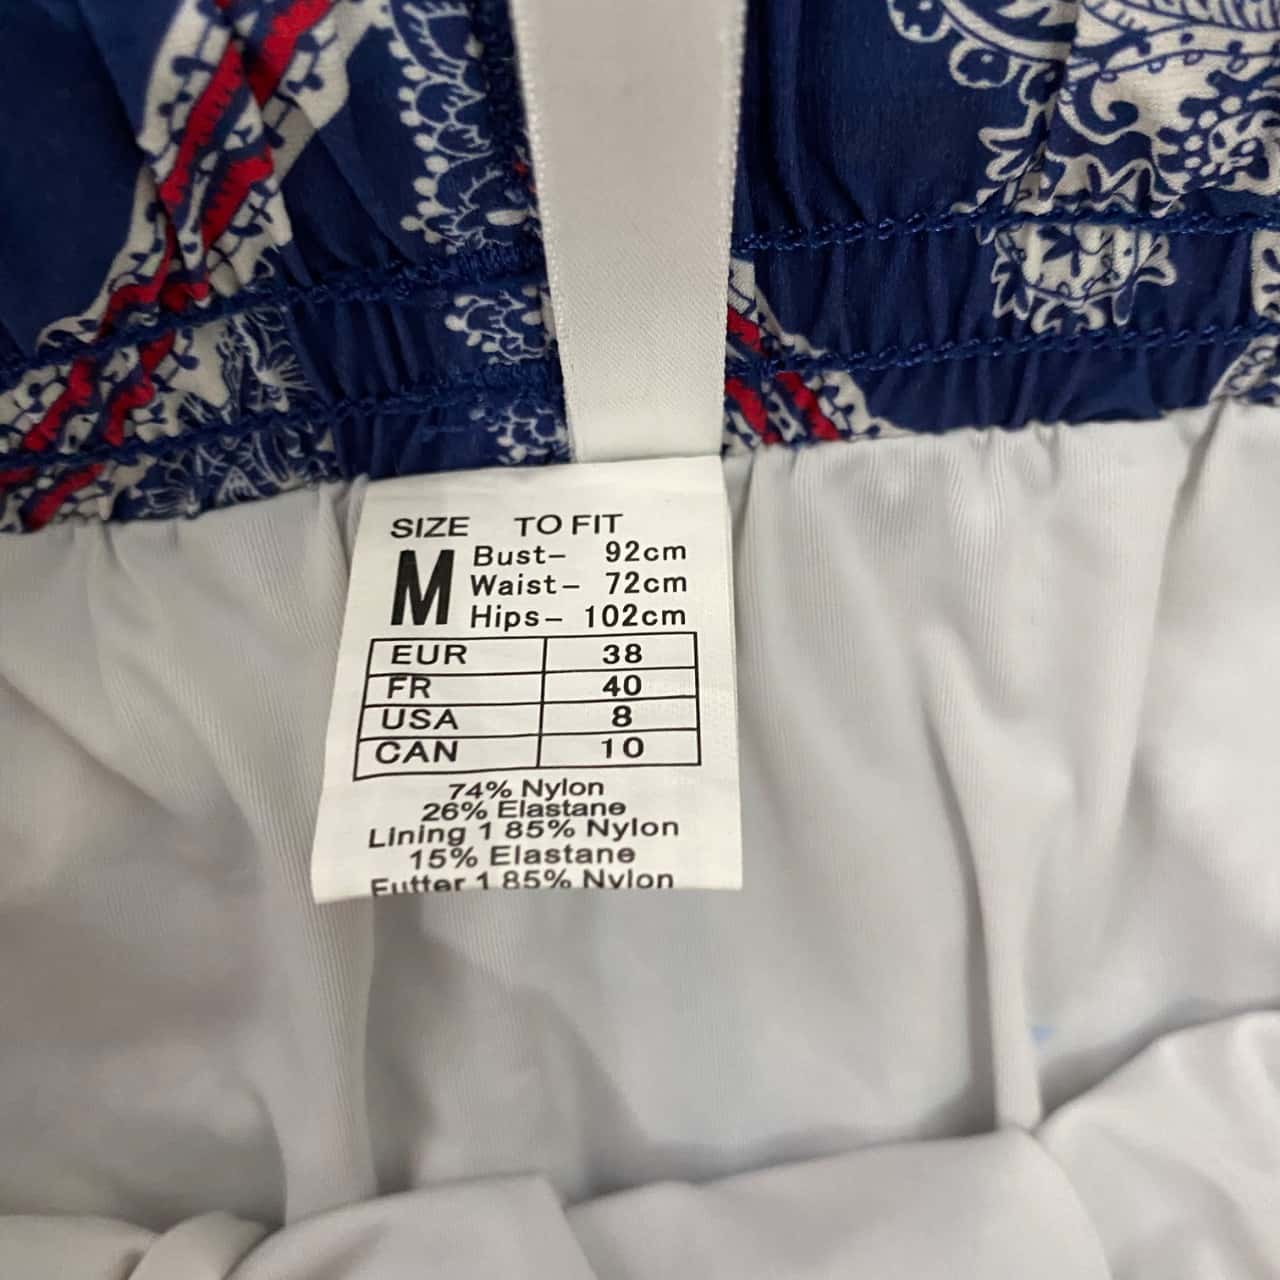 SIZE TO FIT
M Bust– 92cm
Waist– 72cm
Hips– 102cm
EUR 38
FR 40
USA 8
CAN 10
74% Nylon
26% Elastane
Lining 1 85% Nylon
15% Elastane
Futter 1 85% Nylon